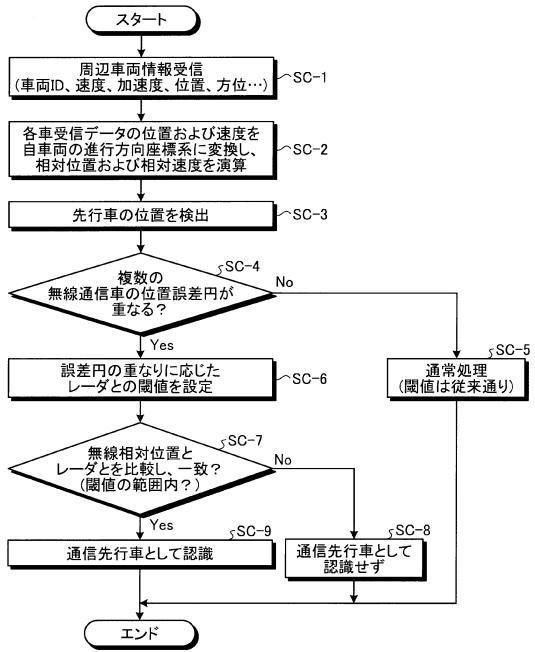 スタート
周辺車両情報受信
(車両ID、速度、加速度、位置、方位…)
SC-1
各車受信データの位置および速度を
自車両の進行方向座標系に変換し、
相対位置および相対速度を演算
SC-2
先行車の位置を検出
SC-3
複数の
無線通信車の位置誤差円が
重なる?
SC-4
No
Yes
通常処理
(閾値は従来通り)
SC-5
誤差円の重なりに応じた
レーダとの閾値を設定
SC-6
無線相対位置と
レーダとを比較し、一致?
(閾値の範囲内?)
SC-7
No
Yes
通信先行車として
認識せず
SC-8
通信先行車として認識
SC-9
エンド